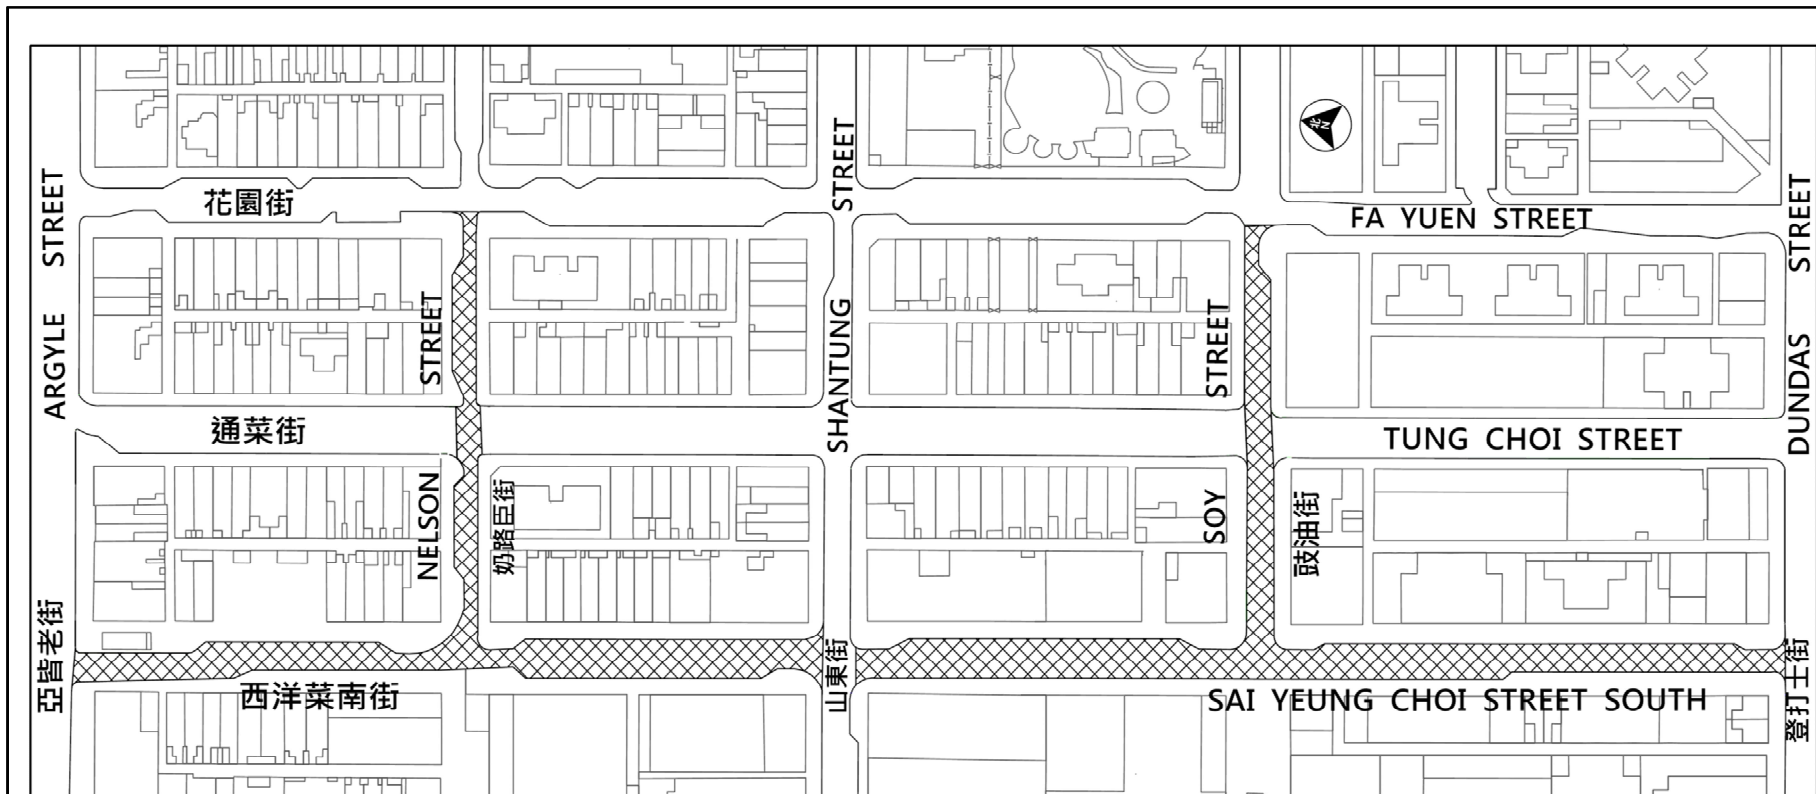 花園街
FA YUEN STREET
ARGYLE STREET
亞皆老街
NELSON STREET
奶路臣街
SHANTUNG STREET
山東街
SOY STREET
豉油街
DUNDAS STREET
登打士街
通菜街
TUNG CHOI STREET
西洋菜南街
SAI YEUNG CHOI STREET SOUTH
北
N